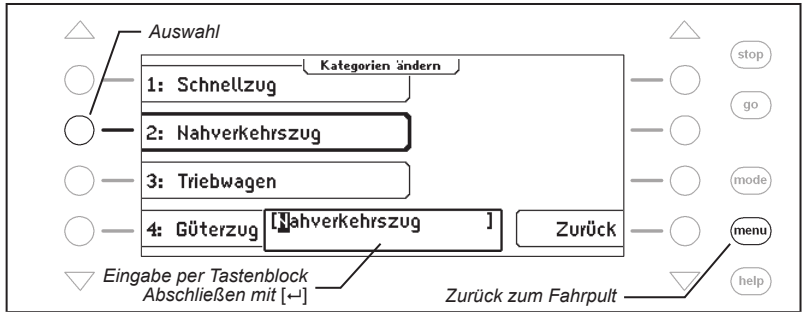 Auswahl
Kategorien ändern
1: Schnellzug
2: Nahverkehrszug
3: Triebwagen
4: Güterzug
[Nahverkehrszug ]
Zurück
stop
go
mode
menu
help
Eingabe per Tastenblock
Abschließen mit [↵]
Zurück zum Fahrpult